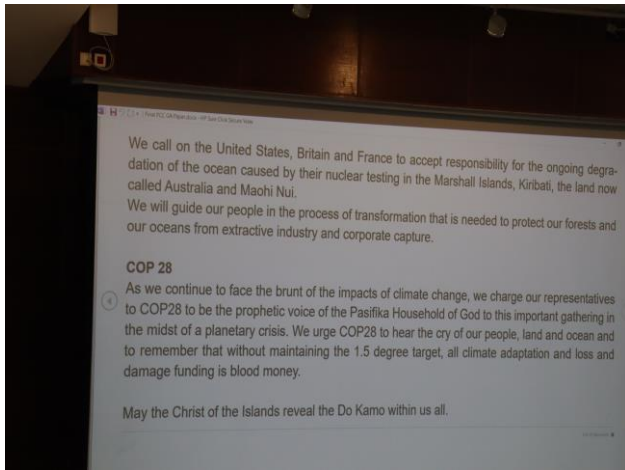 We call on the United States, Britain and France to accept responsibility for the ongoing degra-
dation of the ocean caused by their nuclear testing in the Marshall Islands, Kiribati, the land now
called Australia and Maohi Nui.
We will guide our people in the process of transformation that is needed to protect our forests and
our oceans from extractive industry and corporate capture.
COP 28
As we continue to face the brunt of the impacts of climate change, we charge our representatives
to COP28 to be the prophetic voice of the Pasifika Household of God to this important gathering in
the midst of a planetary crisis. We urge COP28 to hear the cry of our people, land and ocean and
to remember that without maintaining the 1.5 degree target, all climate adaptation and loss and
damage funding is blood money.
May the Christ of the Islands reveal the Do Kamo within us all.